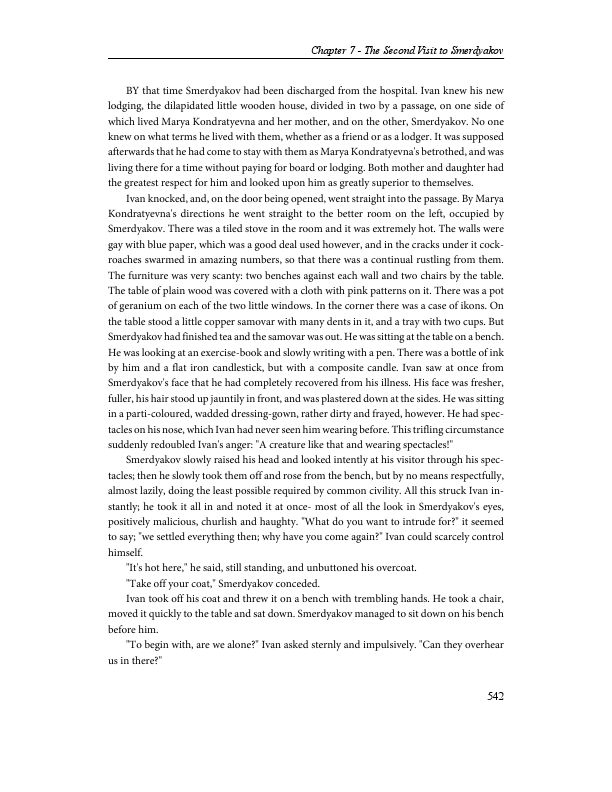 Chapter 7 - The Second Visit to Smerdyakov
BY that time Smerdyakov had been discharged from the hospital. Ivan knew his new
lodging, the dilapidated little wooden house, divided in two by a passage, on one side of
which lived Marya Kondratyevna and her mother, and on the other, Smerdyakov. No one
knew on what terms he lived with them, whether as a friend or as a lodger. It was supposed
afterwards that he had come to stay with them as Marya Kondratyevna's betrothed, and was
living there for a time without paying for board or lodging. Both mother and daughter had
the greatest respect for him and looked upon him as greatly superior to themselves.
Ivan knocked, and, on the door being opened, went straight into the passage. By Marya
Kondratyevna's directions he went straight to the better room on the left, occupied by
Smerdyakov. There was a tiled stove in the room and it was extremely hot. The walls were
gay with blue paper, which was a good deal used however, and in the cracks under it cock-
roaches swarmed in amazing numbers, so that there was a continual rustling from them.
The furniture was very scanty: two benches against each wall and two chairs by the table.
The table of plain wood was covered with a cloth with pink patterns on it. There was a pot
of geranium on each of the two little windows. In the corner there was a case of ikons. On
the table stood a little copper samovar with many dents in it, and a tray with two cups. But
Smerdyakov had finished tea and the samovar was out. He was sitting at the table on a bench.
He was looking at an exercise-book and slowly writing with a pen. There was a bottle of ink
by him and a flat iron candlestick, but with a composite candle. Ivan saw at once from
Smerdyakov's face that he had completely recovered from his illness. His face was fresher,
fuller, his hair stood up jauntily in front, and was plastered down at the sides. He was sitting
in a parti-coloured, wadded dressing-gown, rather dirty and frayed, however. He had spec-
tacles on his nose, which Ivan had never seen him wearing before. This trifling circumstance
suddenly redoubled Ivan's anger: "A creature like that and wearing spectacles!"
Smerdyakov slowly raised his head and looked intently at his visitor through his spec-
tacles; then he slowly took them off and rose from the bench, but by no means respectfully,
almost lazily, doing the least possible required by common civility. All this struck Ivan in-
stantly; he took it all in and noted it at once- most of all the look in Smerdyakov's eyes,
positively malicious, churlish and haughty. "What do you want to intrude for?" it seemed
to say; "we settled everything then; why have you come again?" Ivan could scarcely control
himself.
"It's hot here," he said, still standing, and unbuttoned his overcoat.
"Take off your coat," Smerdyakov conceded.
Ivan took off his coat and threw it on a bench with trembling hands. He took a chair,
moved it quickly to the table and sat down. Smerdyakov managed to sit down on his bench
before him.
"To begin with, are we alone?" Ivan asked sternly and impulsively. "Can they overhear
us in there?"
542